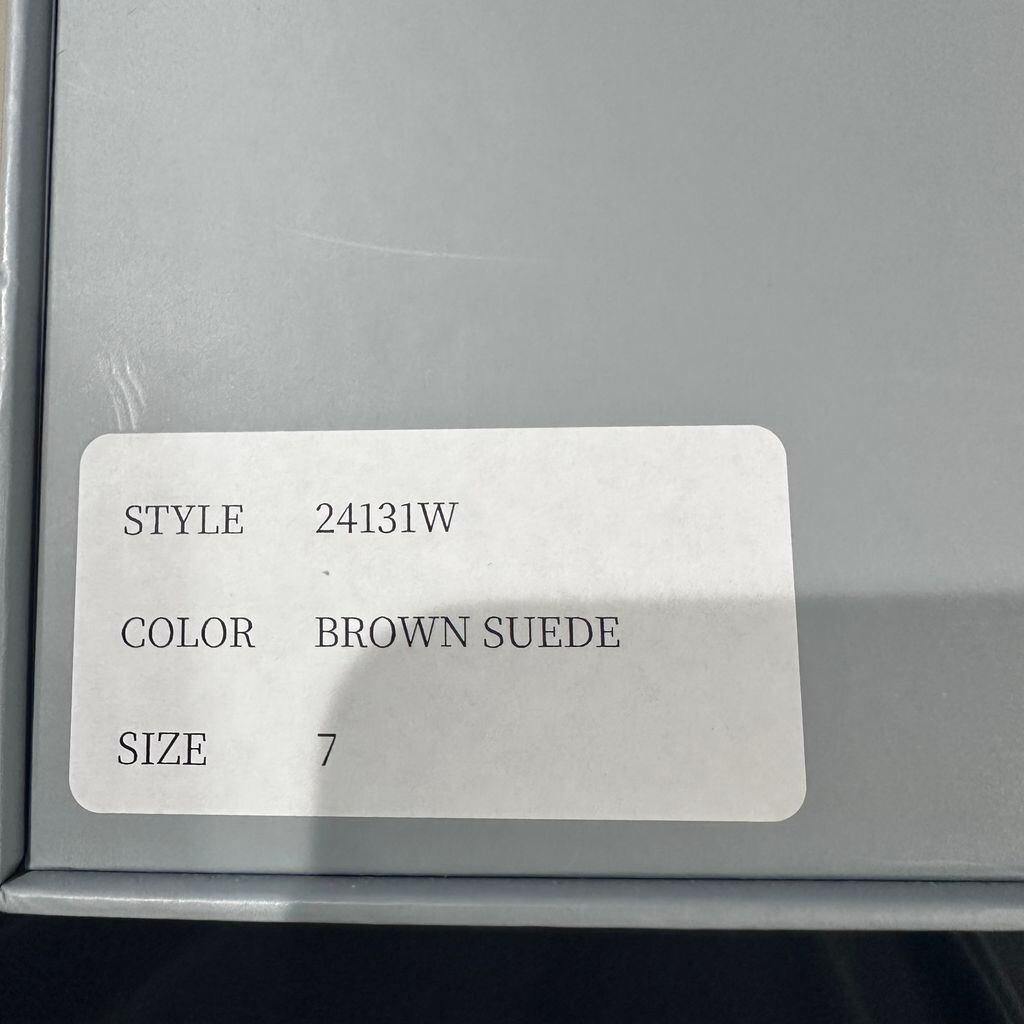 STYLE 24131W
COLOR BROWN SUEDE
SIZE 7